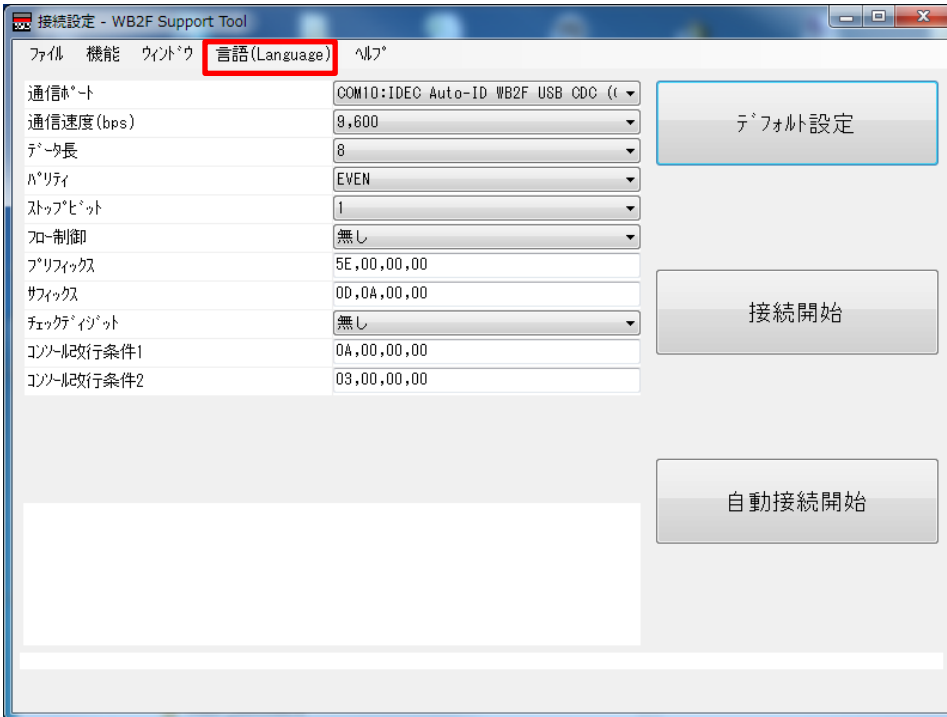 接続設定 - WB2F Support Tool
ﾌｧｲﾙ 機能 ｳｨﾝﾄﾞｳ 言語(Language) ﾍﾙﾌﾟ
通信ﾎﾟｰﾄ COM10:IDEC Auto-ID WB2F USB CDC ((
通信速度(bps) 9,600
ﾃﾞｰﾀ長 8
ﾊﾟﾘﾃｨ EVEN
ｽﾄｯﾌﾟﾋﾞｯﾄ 1
ﾌﾛｰ制御 無し
ﾌﾟﾘﾌｨｯｸｽ 5E,00,00,00
ｻﾌｨｯｸｽ 0D,0A,00,00
ﾁｪｯｸﾃﾞｨｼﾞｯﾄ 無し
ｺﾝｿｰﾙ改行条件1 0A,00,00,00
ｺﾝｿｰﾙ改行条件2 03,00,00,00
ﾃﾞﾌｫﾙﾄ設定
接続開始
自動接続開始